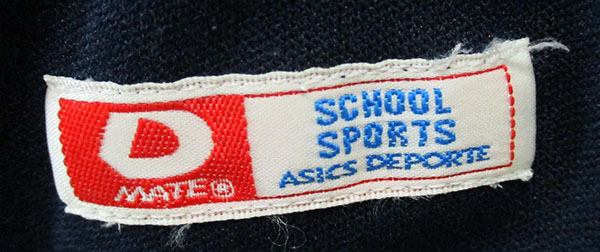 D
MATE®
SCHOOL
SPORTS
ASICS DEPORTE